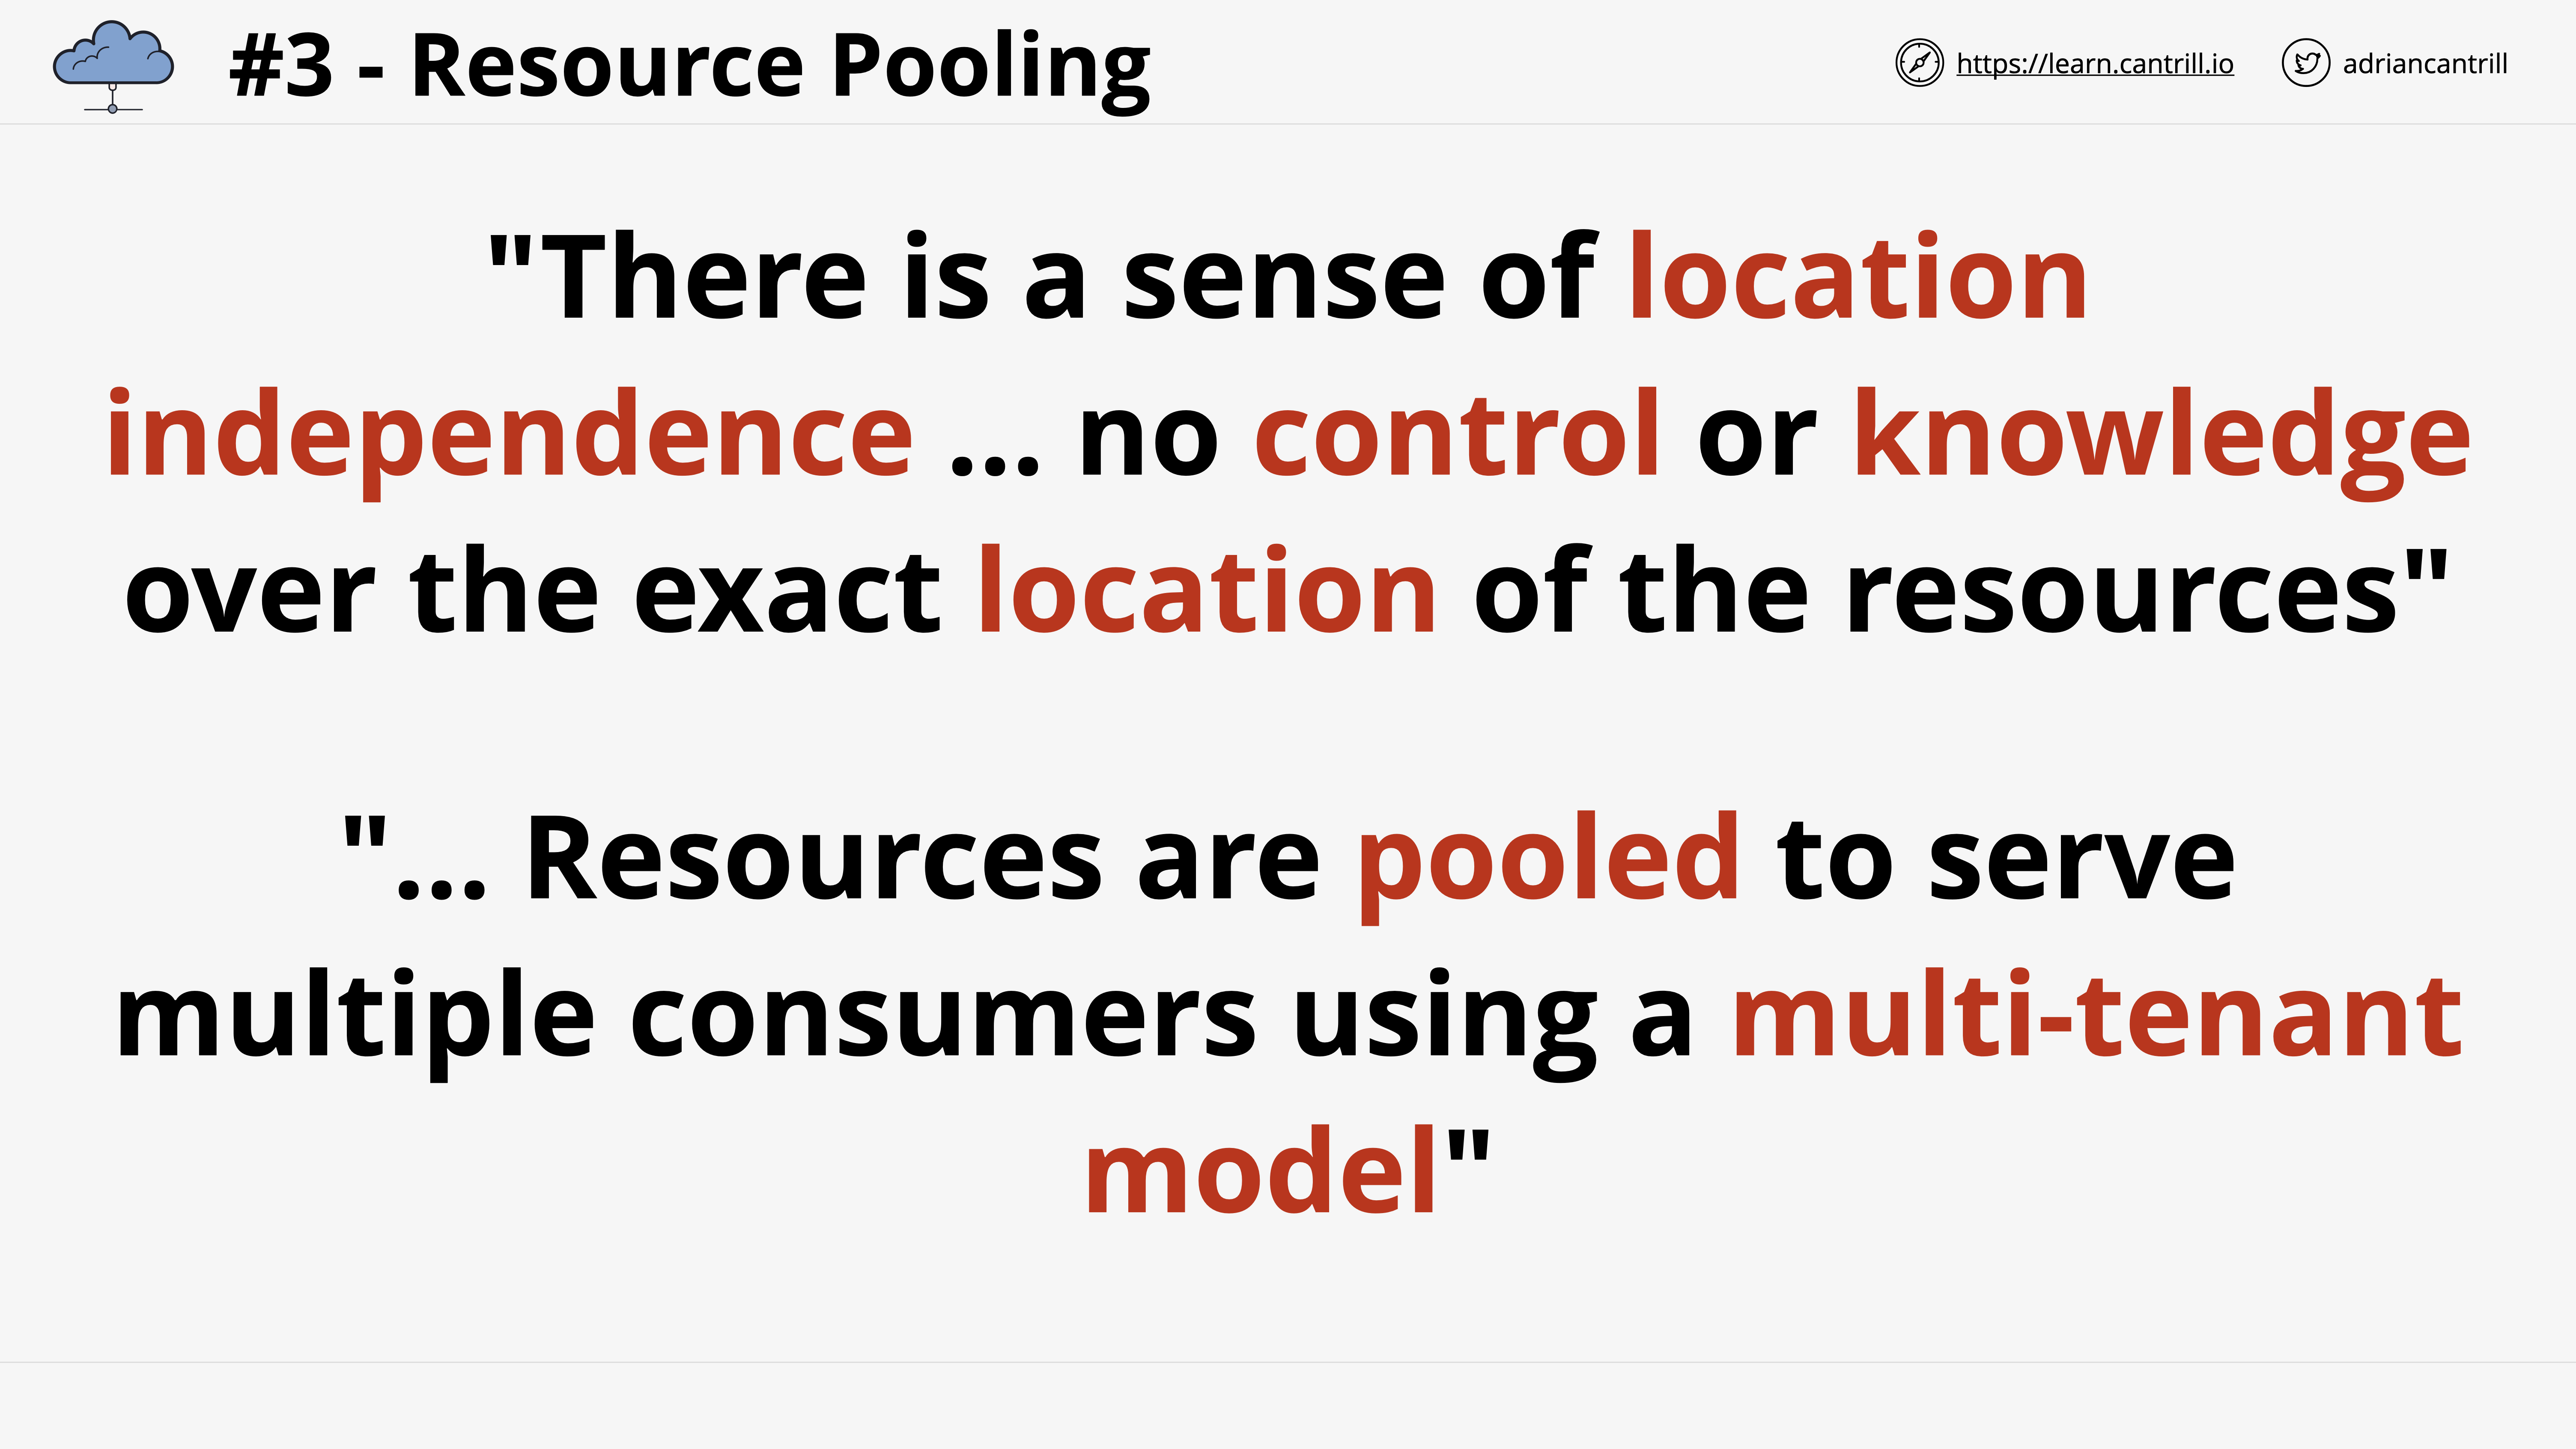 #3 - Resource Pooling
https://learn.cantrill.io
adriancantrill
"There is a sense of location
independence ... no control or knowledge
over the exact location of the resources"
"... Resources are pooled to serve
multiple consumers using a multi-tenant
model"